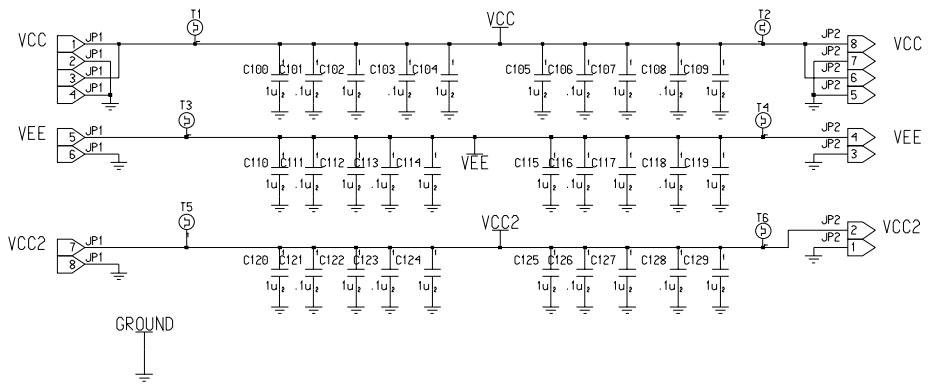 T1 VCC T2
VCC 1 JP1 JP2 8 VCC
2 JP1 JP2 7
3 JP1 C100 C101 C102 C103 C104 C105 C106 C107 C108 C109 JP2 6
4 JP1 1u .1u 1u .1u 1u 1u .1u 1u .1u 1u JP2 5
T3 T4
VEE 5 JP1 JP2 4 VEE
6 JP1 VEE JP2 3
C110 C111 C112 C113 C114 C115 C116 C117 C118 C119
1u .1u 1u .1u 1u 1u .1u 1u .1u 1u
T5 VCC2 T6
VCC2 7 JP1 JP2 2 VCC2
8 JP1 JP2 1
C120 C121 C122 C123 C124 C125 C126 C127 C128 C129
1u .1u 1u .1u 1u 1u .1u 1u .1u 1u
GROUND